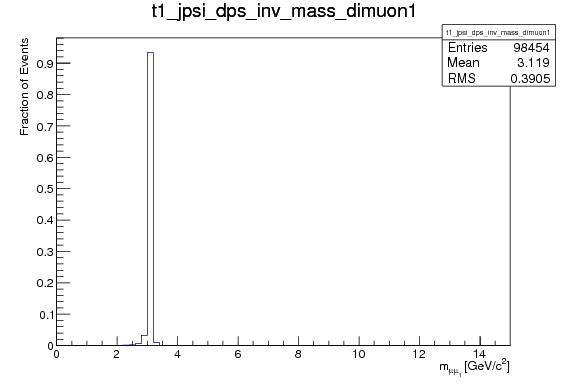 t1_jpsi_dps_inv_mass_dimuon1
t1_jpsi_dps_inv_mass_dimuon1
Entries 98454
Mean 3.119
RMS 0.3905
Fraction of Events
0.9
0.8
0.7
0.6
0.5
0.4
0.3
0.2
0.1
0
0 2 4 6 8 10 12 14
m_{μμ_1} [GeV/c²]